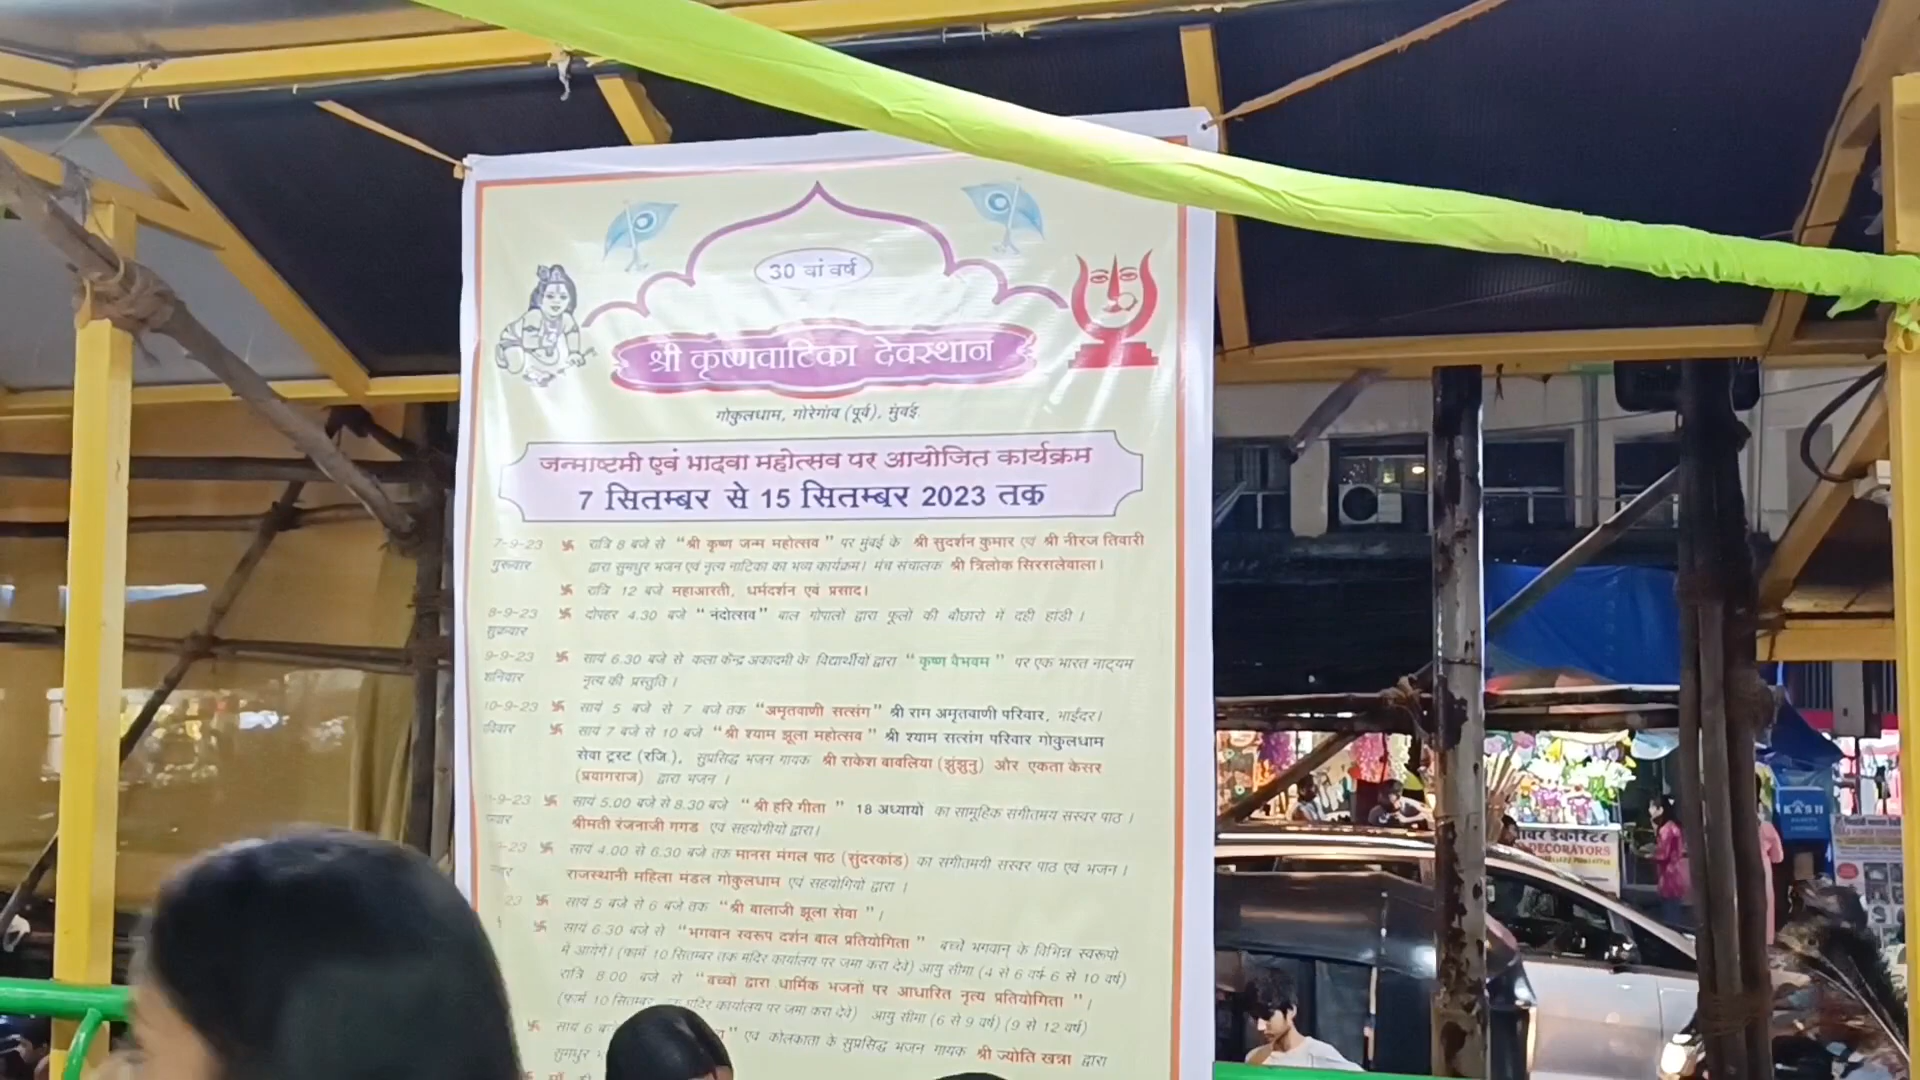 30 वां वर्ष
श्री कृष्णवाटिका देवस्थान
गोकुलधाम, गोरेगांव (पूर्व), मुंबई.
जन्माष्टमी एवं भादवा महोत्सव पर आयोजित कार्यक्रम
7 सितम्बर से 15 सितम्बर 2023 तक
7-9-23 रात्रि 8 बजे से "श्री कृष्ण जन्म महोत्सव" पर मुंबई के श्री सुदर्शन कुमार एवं श्री नीरज तिवारी
गुरूवार द्वारा सुमधुर भजन एवं नृत्य नाटिका का भव्य कार्यक्रम। मंच संचालक श्री त्रिलोक सिरसलेवाला।
रात्रि 12 बजे महाआरती, धर्मदर्शन एवं प्रसाद।
8-9-23 दोपहर 4.30 बजे "नंदोत्सव" बाल गोपालों द्वारा फूलों की बौछारो में दही हांडी।
शुक्रवार
9-9-23 सायं 6.30 बजे से कला केन्द्र अकादमी के विद्यार्थीयों द्वारा "कृष्ण वैभवम" पर एक भारत नाट्यम
शनिवार नृत्य की प्रस्तुति।
10-9-23 सायं 5 बजे से 7 बजे तक "अमृतवाणी सत्संग" श्री राम अमृतवाणी परिवार, भाईंदर।
सायं 7 बजे से 10 बजे "श्री श्याम झूला महोत्सव" श्री श्याम सत्संग परिवार गोकुलधाम
सेवा ट्रस्ट (रजि.), सुप्रसिद्ध भजन गायक श्री राकेश बावलिया (झुंझुनु) और एकता केसर
(प्रयागराज) द्वारा भजन।
-9-23 सायं 5.00 बजे से 8.30 बजे "श्री हरि गीता" 18 अध्यायो का सामूहिक संगीतमय सस्वर पाठ।
श्रीमती रंजनाजी गगड एवं सहयोगीयों द्वारा।
-23 सायं 4.00 से 6.30 बजे तक मानस मंगल पाठ (सुंदरकांड) का संगीतमयी सस्वर पाठ एवं भजन।
राजस्थानी महिला मंडल गोकुलधाम एवं सहयोगियों द्वारा।
23 सायं 5 बजे से 6 बजे तक "श्री बालाजी झूला सेवा"।
सायं 6.30 बजे से "भगवान स्वरूप दर्शन बाल प्रतियोगिता" बच्चे भगवान् के विभिन्न स्वरूपो
में आयेंगे। (फार्म 10 सितम्बर तक मंदिर कार्यालय पर जमा करा देवें) आयु सीमा (4 से 6 वर्ष 6 से 10 वर्ष)
रात्रि 8.00 बजे से "बच्चों द्वारा धार्मिक भजनों पर आधारित नृत्य प्रतियोगिता"।
(फार्म 10 सितम्बर तक मंदिर कार्यालय पर जमा करा देवें) आयु सीमा (6 से 9 वर्ष) (9 से 12 वर्ष)
सायं 6 एवं कोलकाता के सुप्रसिद्ध भजन गायक श्री ज्योति खन्ना द्वारा
सुमधुर
डेकोरेटर
DECORATORS
KASH